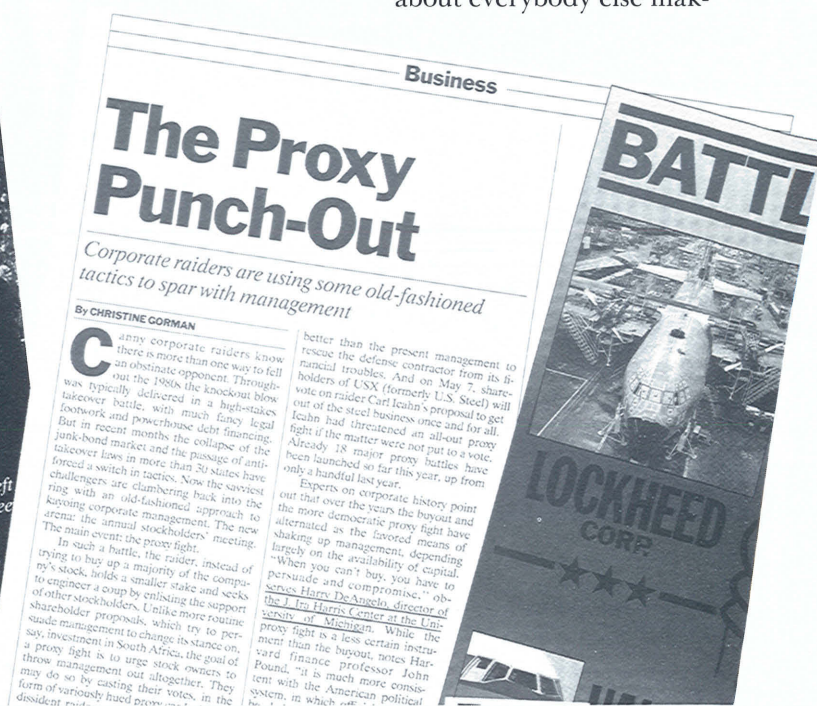 about everybody else mak-
Business
The Proxy
Punch-Out
Corporate raiders are using some old-fashioned
tactics to spar with management
By CHRISTINE GORMAN
Canny corporate raiders know
there is more than one way to fell
an obstinate opponent. Through-
out the 1980s the knockout blow
was typically delivered in a high-stakes
takeover battle, with much fancy legal
footwork and powerhouse debt financing.
But in recent months the collapse of the
junk-bond market and the passage of anti-
takeover laws in more than 30 states have
forced a switch in tactics. Now the savviest
challengers are clambering back into the
ring with an old-fashioned approach to
kayoing corporate management. The new
arena: the annual stockholders' meeting.
The main event: the proxy fight.
In such a battle, the raider, instead of
trying to buy up a majority of the compa-
ny's stock, holds a smaller stake and seeks
to engineer a coup by enlisting the support
of other stockholders. Unlike more routine
shareholder proposals, which try to per-
suade management to change its stance on,
say, investment in South Africa, the goal of
a proxy fight is to urge stock owners to
throw management out altogether. They
may do so by casting their votes, in the
form of variously hued proxy
dissident
better than the present management to
rescue the defense contractor from its fi-
nancial troubles. And on May 7, share-
holders of USX (formerly U.S. Steel) will
vote on raider Carl Icahn's proposal to get
out of the steel business once and for all.
Icahn had threatened an all-out proxy
fight if the matter were not put to a vote.
Already 18 major proxy battles have
been launched so far this year, up from
only a handful last year.
Experts on corporate history point
out that over the years the buyout and
the more democratic proxy fight have
alternated as the favored means of
shaking up management, depending
largely on the availability of capital.
"When you can't buy, you have to
persuade and compromise," ob-
serves Harry DeAngelo, director of
the J. Ira Harris Center at the Uni-
versity of Michigan. While the
proxy fight is a less certain instru-
ment than the buyout, notes Har-
vard finance professor John
Pound, "it is much more consis-
tent with the American political
system, in which
BATTL
LOCKHEED
CORP.